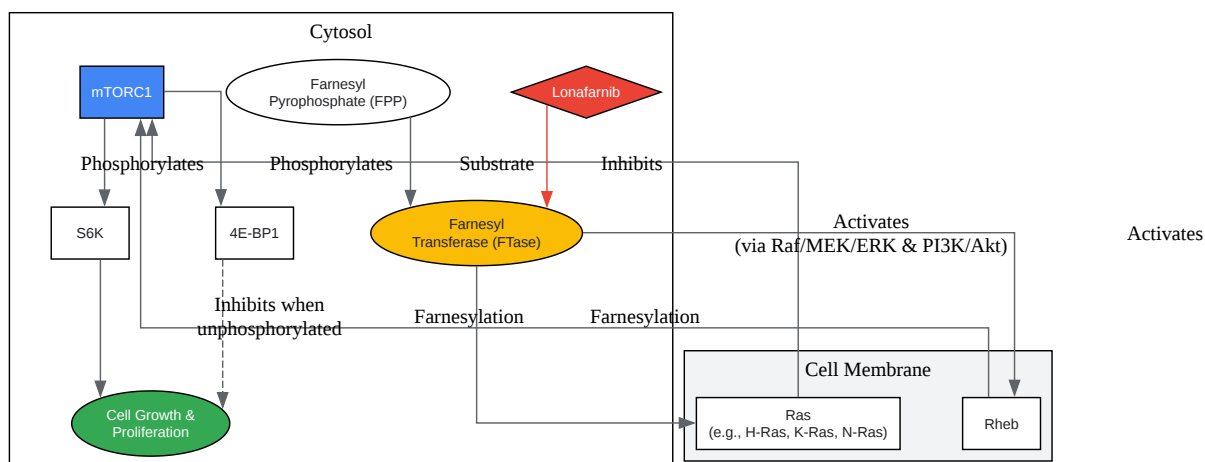 Cytosol
mTORC1
Farnesyl
Pyrophosphate (FPP)
Lonafarnib
Phosphorylates
Phosphorylates
Substrate
Inhibits
S6K
4E-BP1
Farnesyl
Transferase (FTase)
Activates
(via Raf/MEK/ERK & PI3K/Akt)
Activates
Inhibits when
unphosphorylated
Farnesylation
Farnesylation
Cell Membrane
Cell Growth &
Proliferation
Ras
(e.g., H-Ras, K-Ras, N-Ras)
Rheb